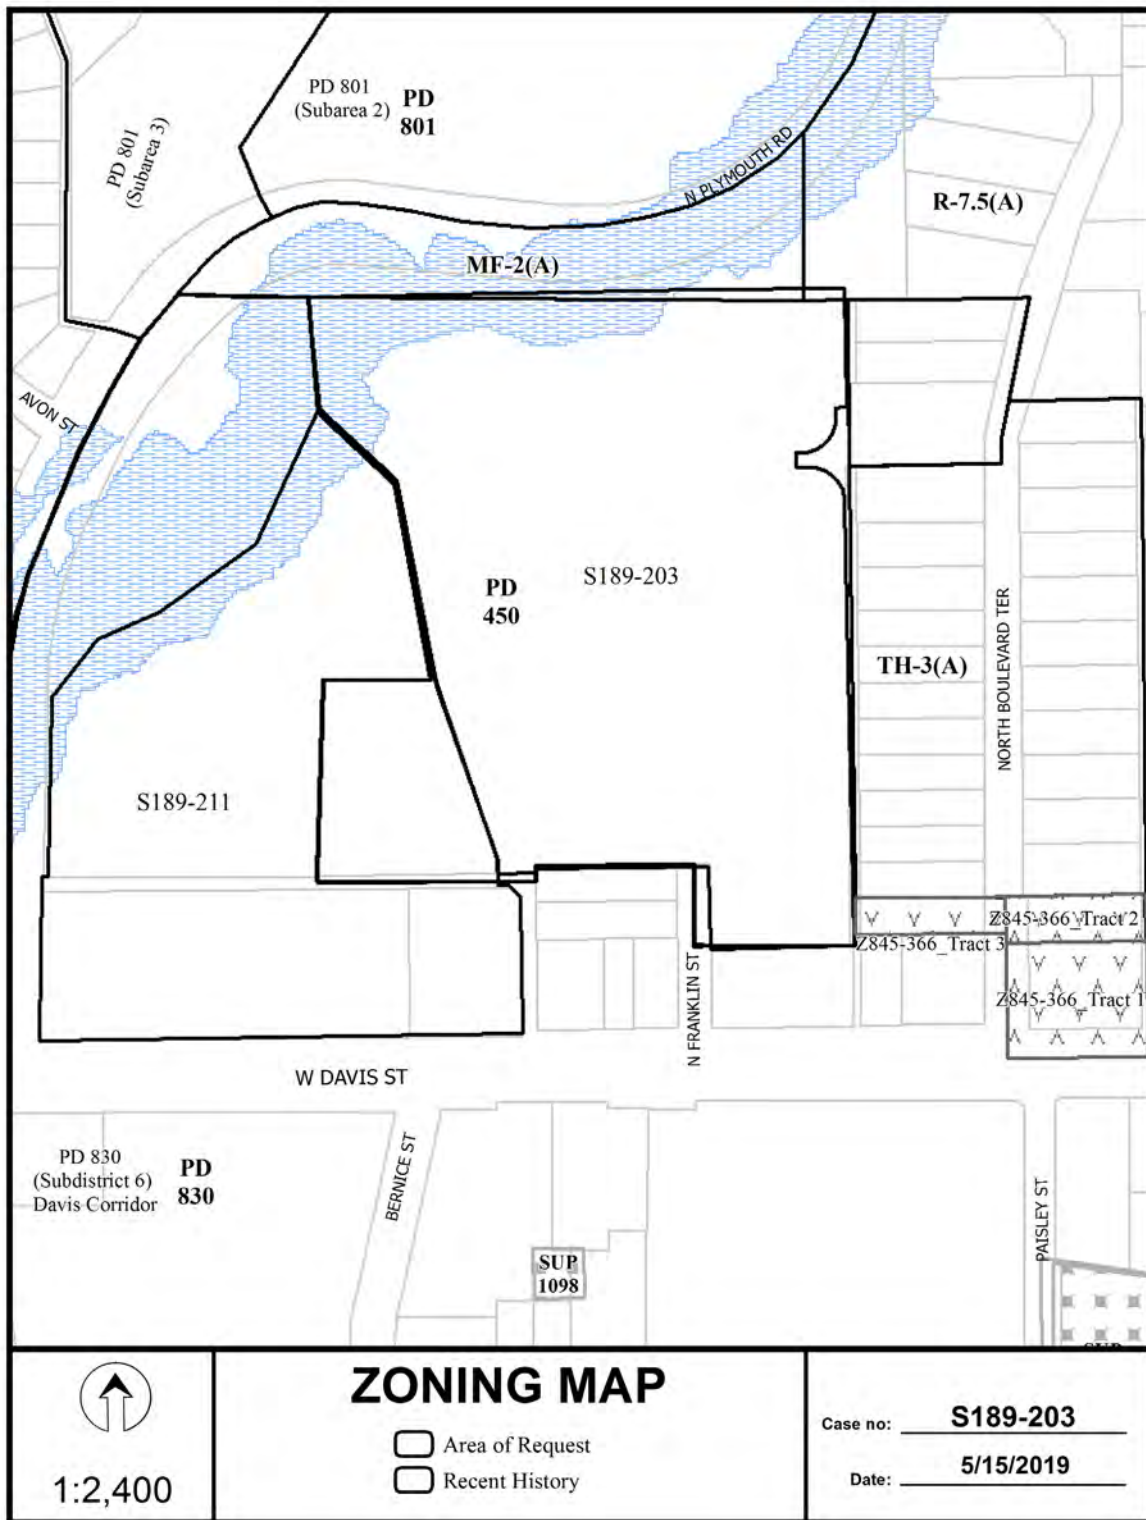 PD 801
(Subarea 2)
PD
801
PD 801
(Subarea 3)
N PLYMOUTH RD
R-7.5(A)
MF-2(A)
AVON ST
S189-203
PD
450
NORTH BOULEVARD TER
TH-3(A)
S189-211
Z845-366_Tract 2
Z845-366_Tract 3
Z845-366_Tract 1
N FRANKLIN ST
W DAVIS ST
PD 830
(Subdistrict 6)
Davis Corridor
PD
830
BERNICE ST
PAISLEY ST
SUP
1098
ZONING MAP
Area of Request
Recent History
1:2,400
Case no: S189-203
Date: 5/15/2019